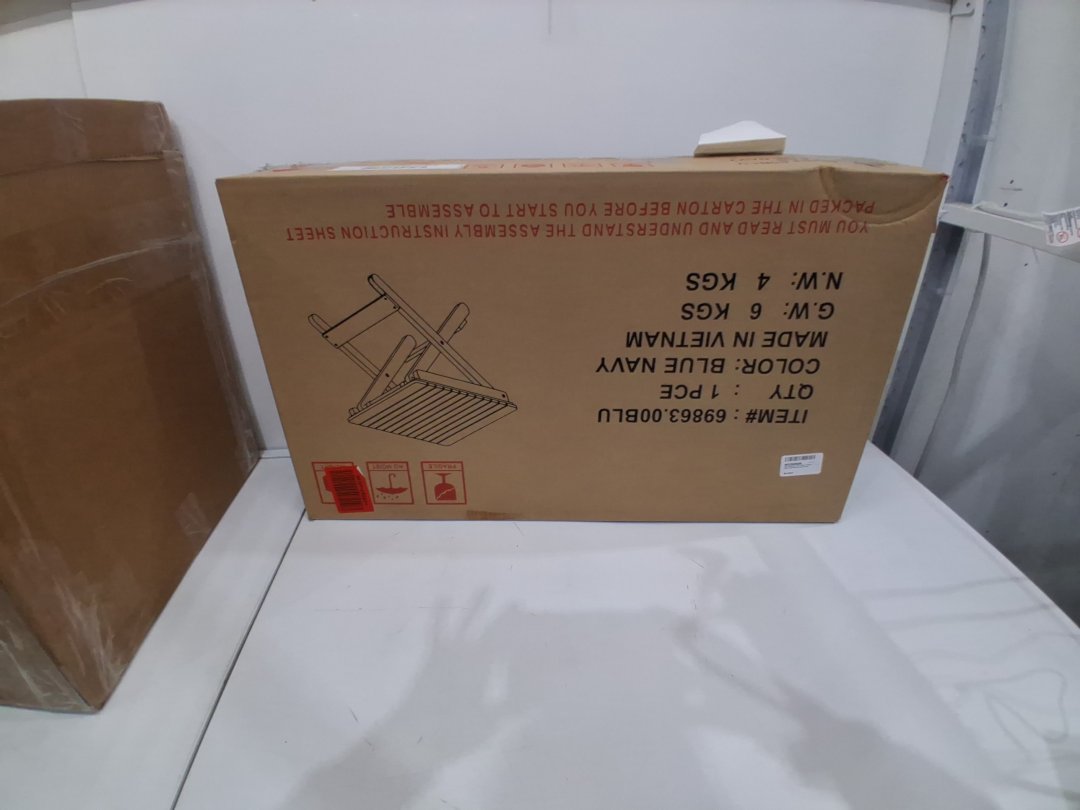 YOU MUST READ AND UNDERSTAND THE ASSEMBLY INSTRUCTION SHEET
PACKED IN THE CARTON BEFORE YOU START TO ASSEMBLE
ITEM# : 69863.00BLU
QTY : 1 PCE
COLOR: BLUE NAVY
MADE IN VIETNAM
G.W: 6 KGS
N.W: 4 KGS
FRAGILE